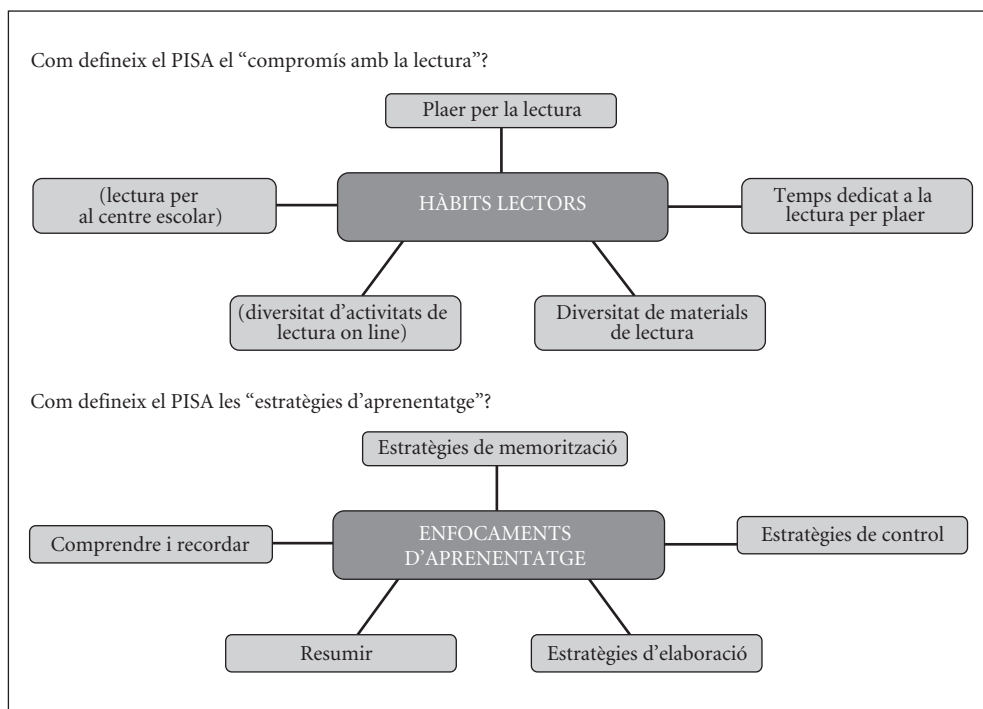 Com defineix el PISA el “compromís amb la lectura”?
Plaer per la lectura
(lectura per
al centre escolar)
HÀBITS LECTORS
Temps dedicat a la
lectura per plaer
(diversitat d’activitats de
lectura on line)
Diversitat de materials
de lectura
Com defineix el PISA les “estratègies d’aprenentatge”?
Estratègies de memorització
Comprendre i recordar
ENFOCAMENTS
D’APRENENTATGE
Estratègies de control
Resumir
Estratègies d’elaboració